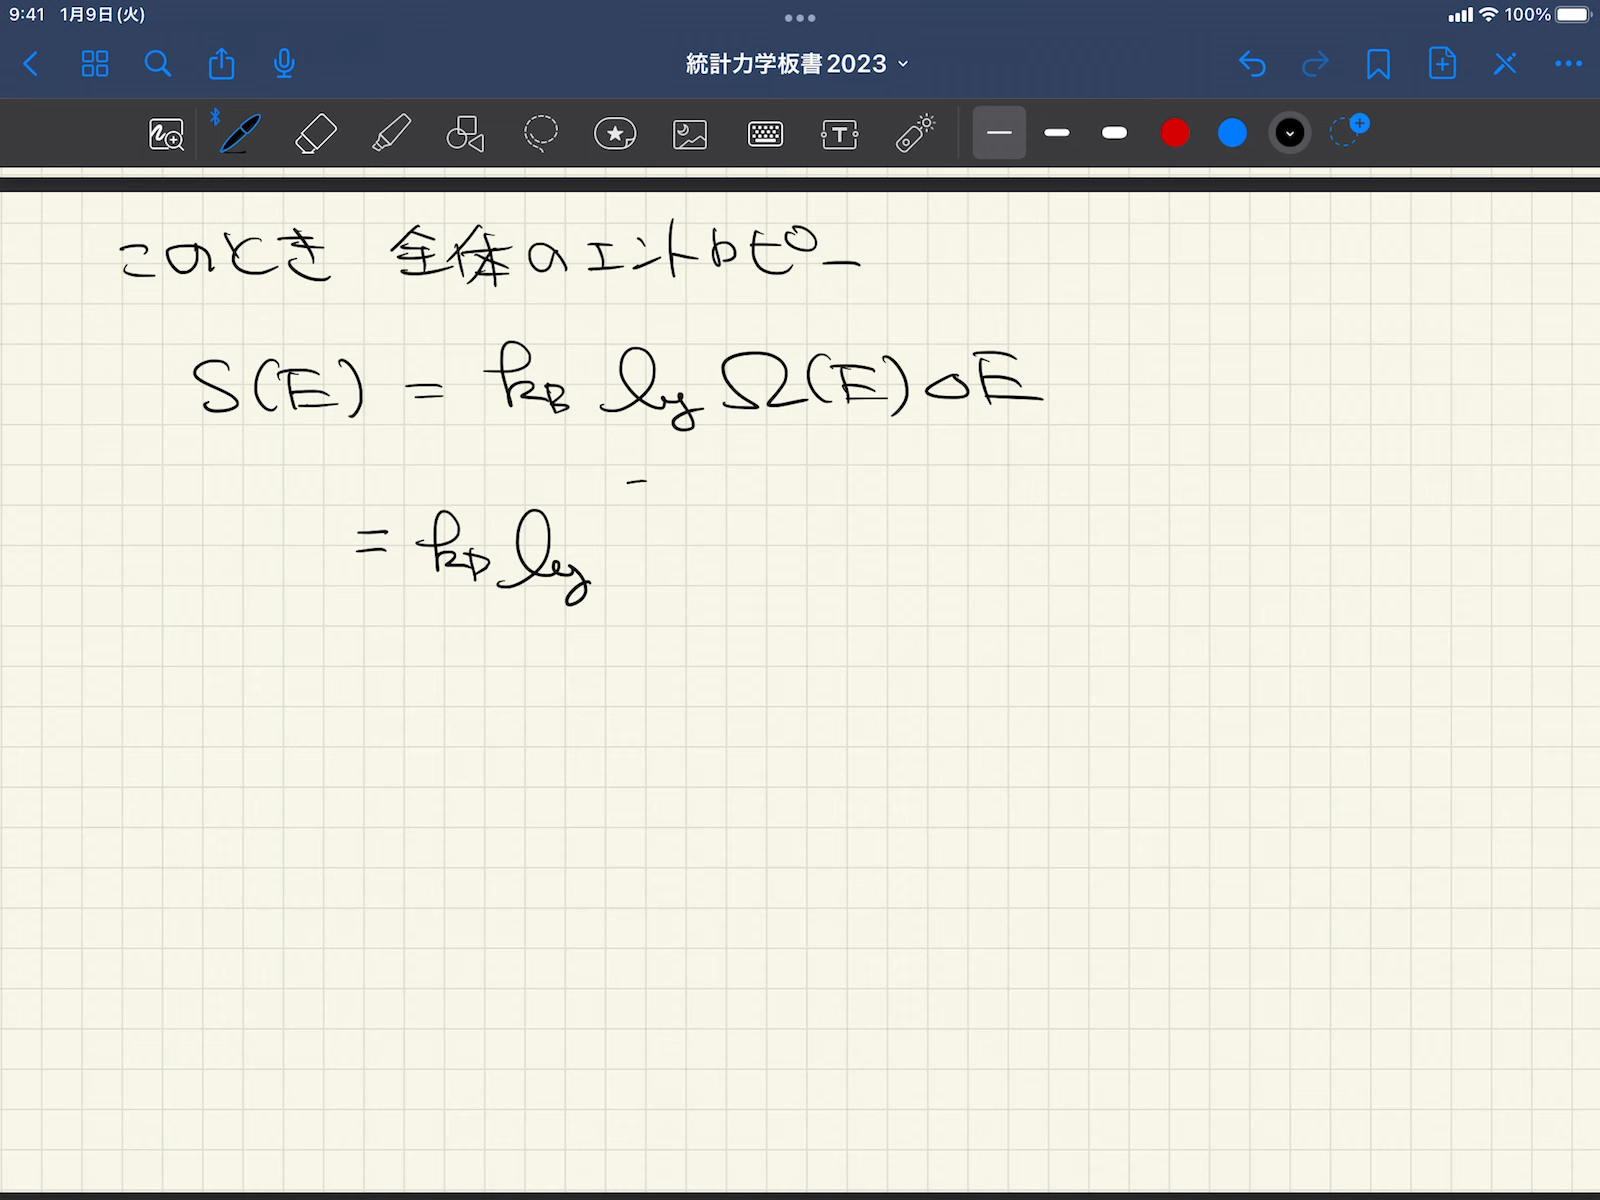 9:41 1月9日(火)
100%
統計力学板書2023
T
このとき 全体のエントロピー
S(E) = k_B log Ω(E) ΔE
= k_B log